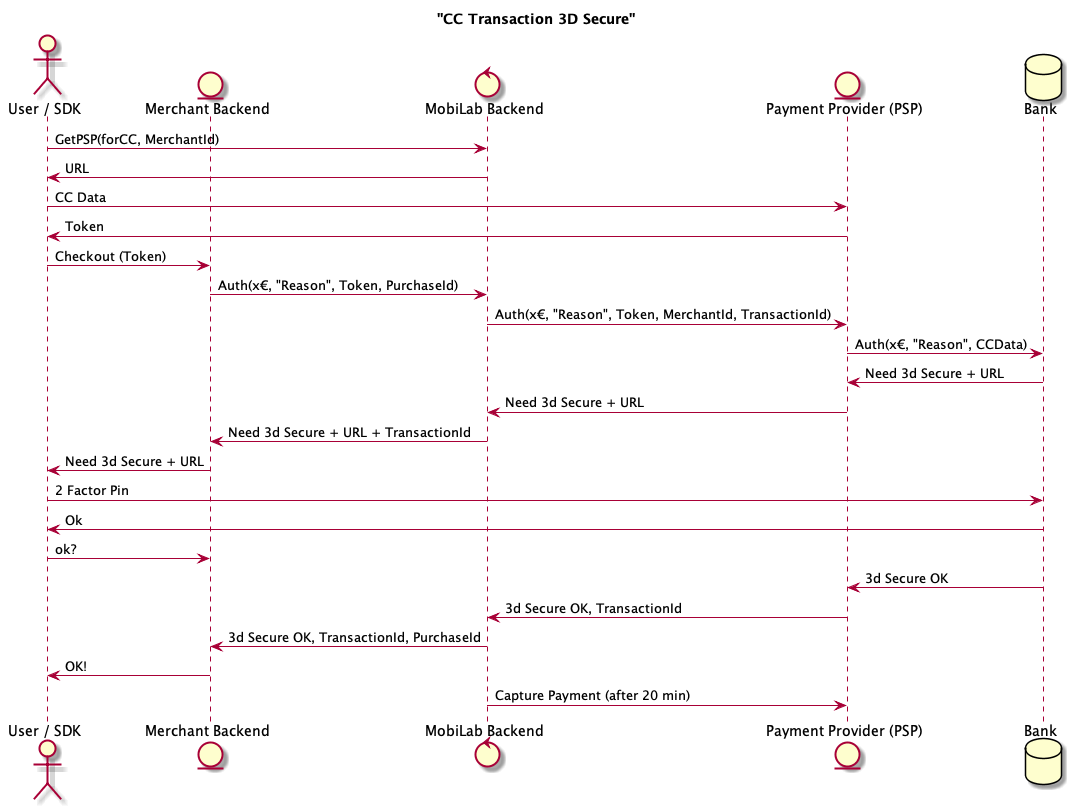 "CC Transaction 3D Secure"
User / SDK
Merchant Backend
MobiLab Backend
Payment Provider (PSP)
Bank
GetPSP(forCC, MerchantId)
URL
CC Data
Token
Checkout (Token)
Auth(x€, "Reason", Token, PurchaseId)
Auth(x€, "Reason", Token, MerchantId, TransactionId)
Auth(x€, "Reason", CCData)
Need 3d Secure + URL
Need 3d Secure + URL
Need 3d Secure + URL + TransactionId
Need 3d Secure + URL
2 Factor Pin
Ok
ok?
3d Secure OK
3d Secure OK, TransactionId
3d Secure OK, TransactionId, PurchaseId
OK!
Capture Payment (after 20 min)
User / SDK
Merchant Backend
MobiLab Backend
Payment Provider (PSP)
Bank